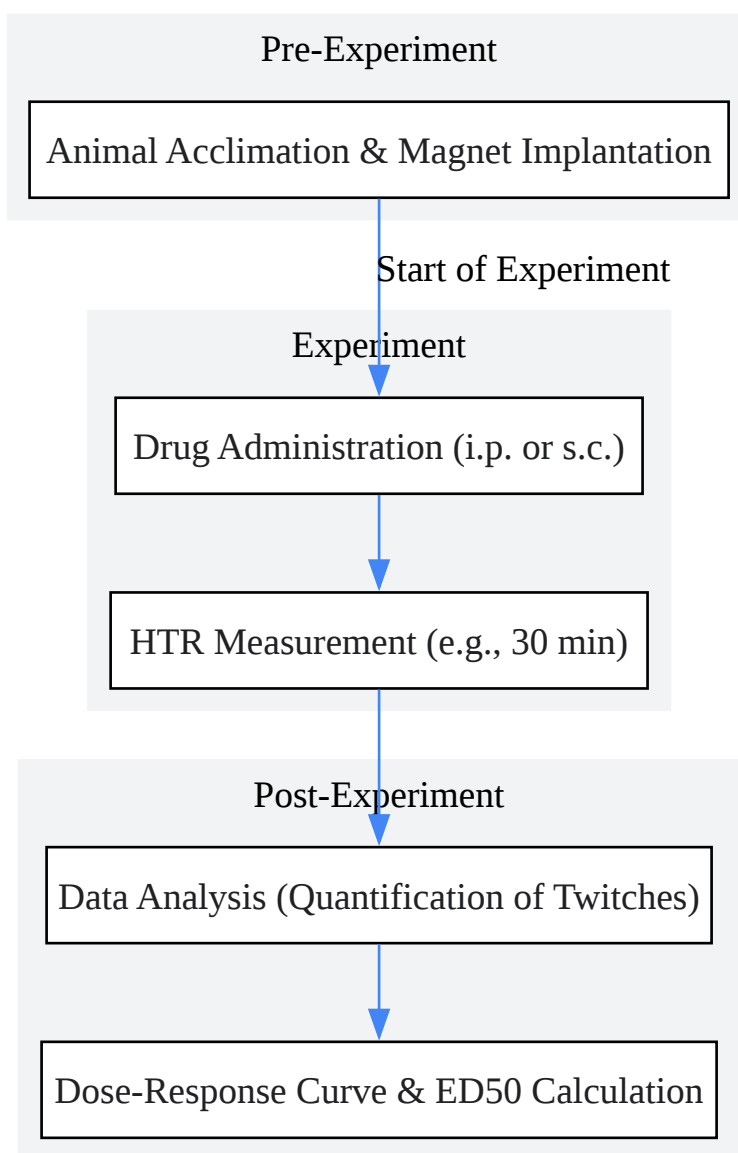 Pre-Experiment
Animal Acclimation & Magnet Implantation
Start of Experiment
Experiment
Drug Administration (i.p. or s.c.)
HTR Measurement (e.g., 30 min)
Post-Experiment
Data Analysis (Quantification of Twitches)
Dose-Response Curve & ED50 Calculation